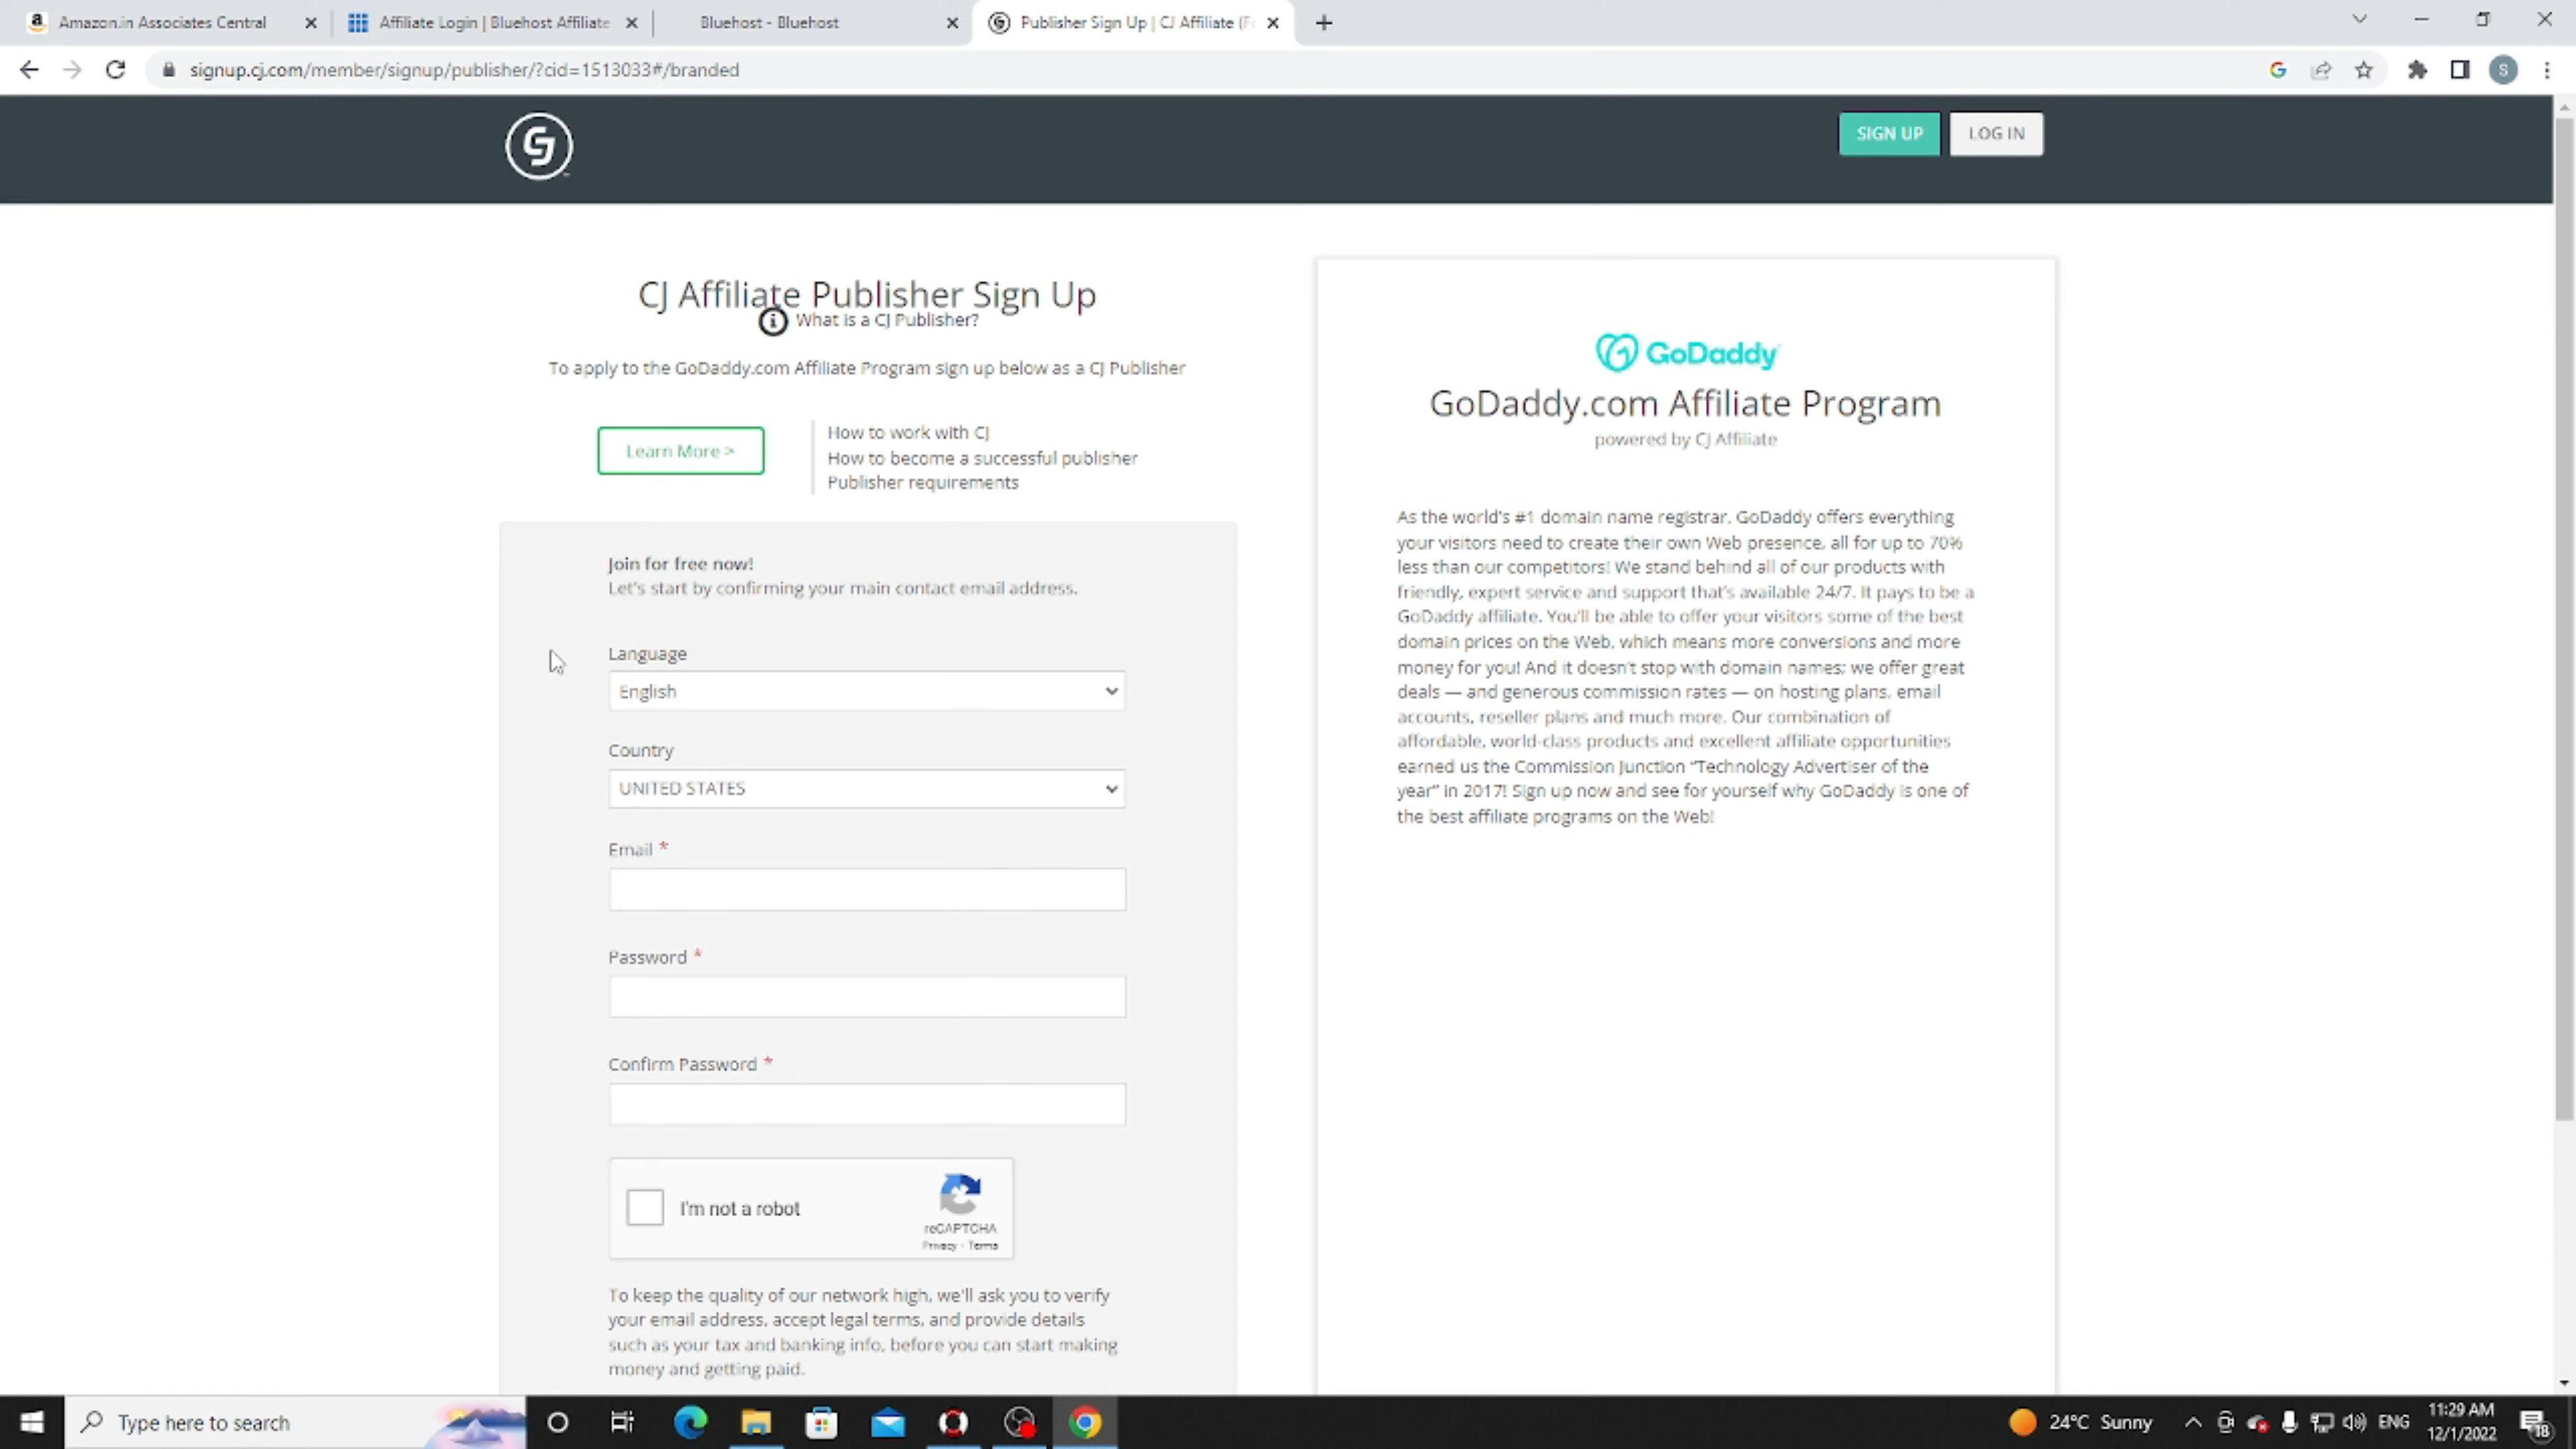 Amazon.in Associates Central
Affiliate Login | Bluehost Affiliate
Bluehost - Bluehost
Publisher Sign Up | CJ Affiliate (Fo
signup.cj.com/member/signup/publisher/?cid=1513033#/branded
S
SIGN UP
LOG IN
CJ Affiliate Publisher Sign Up
What is a CJ Publisher?
To apply to the GoDaddy.com Affiliate Program sign up below as a CJ Publisher
Learn More >
How to work with CJ
How to become a successful publisher
Publisher requirements
Join for free now!
Let's start by confirming your main contact email address.
Language
English
Country
UNITED STATES
Email *
Password *
Confirm Password *
I'm not a robot
reCAPTCHA
Privacy - Terms
To keep the quality of our network high, we'll ask you to verify
your email address, accept legal terms, and provide details
such as your tax and banking info, before you can start making
money and getting paid.
GoDaddy
GoDaddy.com Affiliate Program
powered by CJ Affiliate
As the world's #1 domain name registrar, GoDaddy offers everything
your visitors need to create their own Web presence, all for up to 70%
less than our competitors! We stand behind all of our products with
friendly, expert service and support that's available 24/7. It pays to be a
GoDaddy affiliate. You'll be able to offer your visitors some of the best
domain prices on the Web, which means more conversions and more
money for you! And it doesn't stop with domain names; we offer great
deals — and generous commission rates — on hosting plans, email
accounts, reseller plans and much more. Our combination of
affordable, world-class products and excellent affiliate opportunities
earned us the Commission Junction "Technology Advertiser of the
year" in 2017! Sign up now and see for yourself why GoDaddy is one of
the best affiliate programs on the Web!
Type here to search
24°C Sunny
ENG
11:29 AM
12/1/2022
18